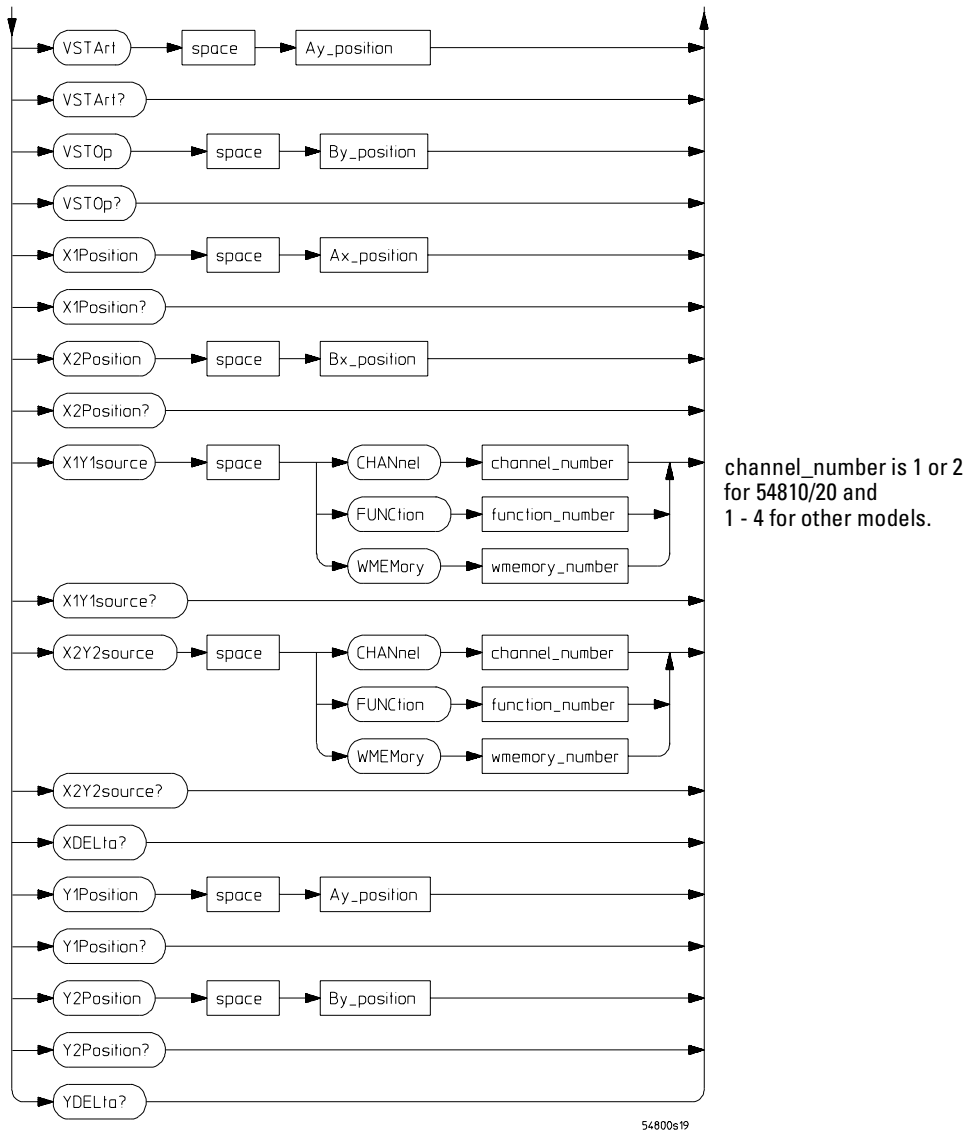 VSTArt space Ay_position
VSTArt?
VSTOp space By_position
VSTOp?
X1Position space Ax_position
X1Position?
X2Position space Bx_position
X2Position?
X1Y1source space CHANnel channel_number
FUNCtion function_number
WMEMory wmemory_number
channel_number is 1 or 2
for 54810/20 and
1 - 4 for other models.
X1Y1source?
X2Y2source space CHANnel channel_number
FUNCtion function_number
WMEMory wmemory_number
X2Y2source?
XDELta?
Y1Position space Ay_position
Y1Position?
Y2Position space By_position
Y2Position?
YDELta?
54800s19